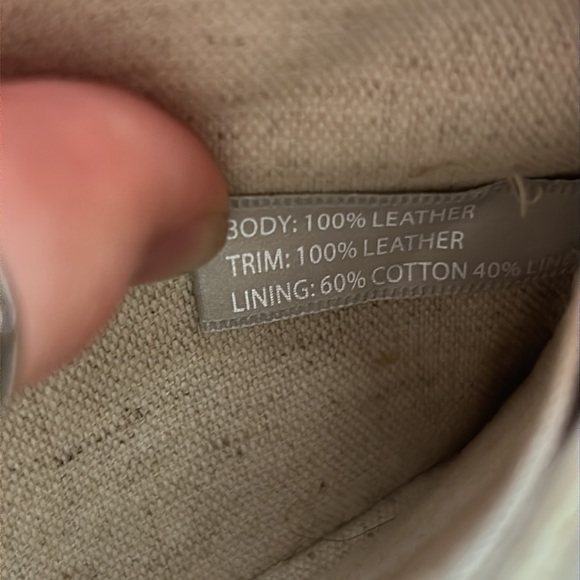 BODY: 100% LEATHER
TRIM: 100% LEATHER
LINING: 60% COTTON 40%